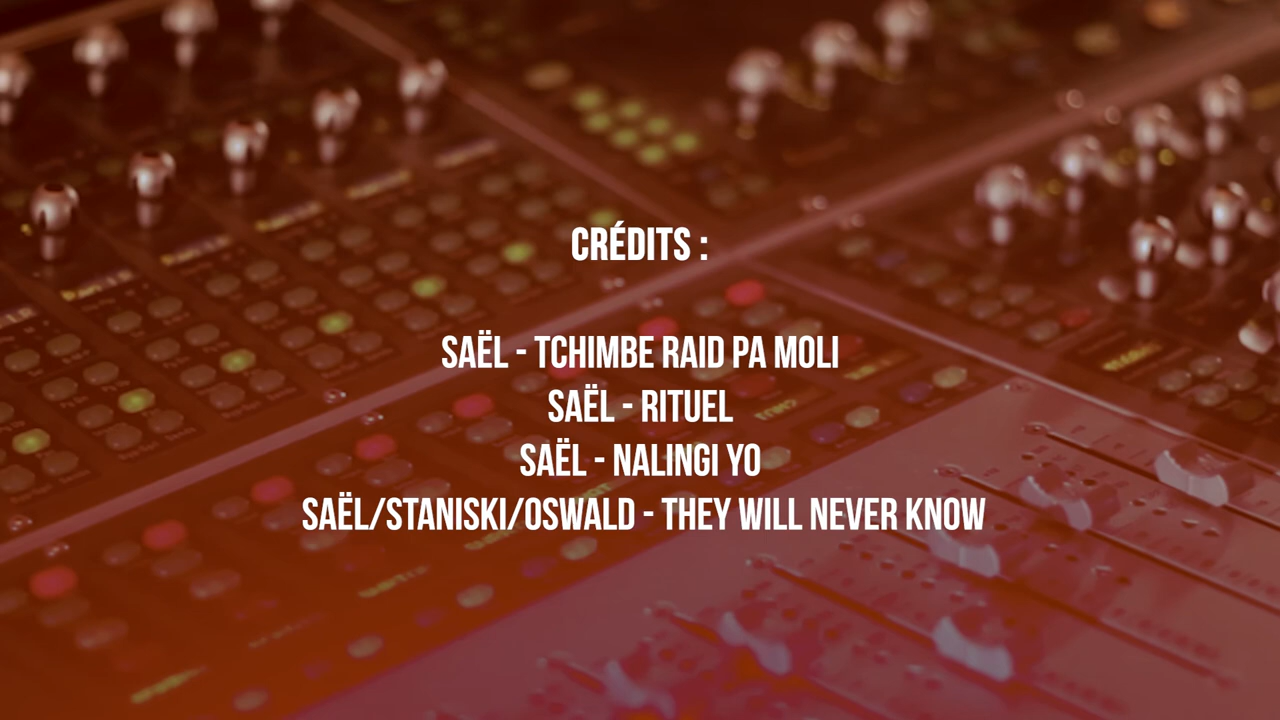 CRÉDITS :
SAËL - TCHIMBE RAID PA MOLI
SAËL - RITUEL
SAËL - NALINGI YO
SAËL/STANISKI/OSWALD - THEY WILL NEVER KNOW